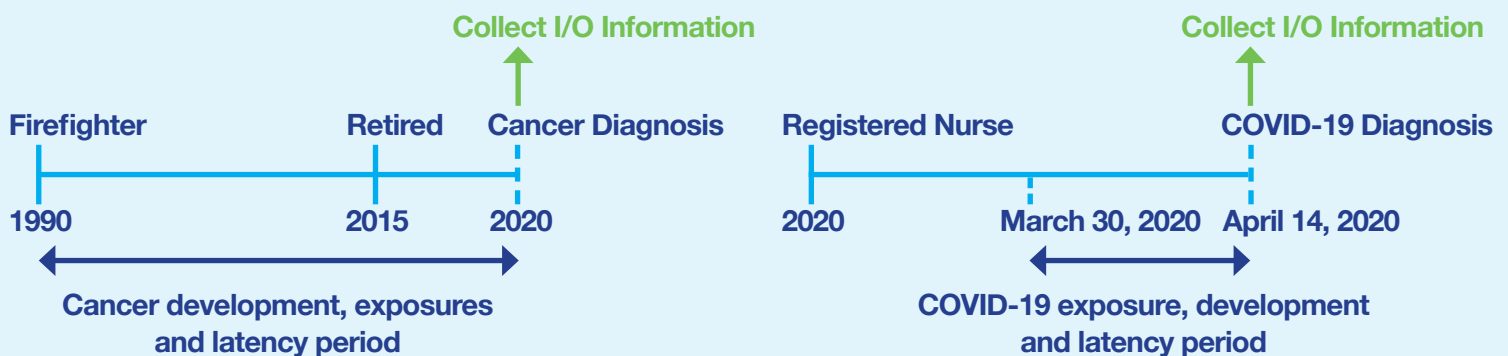 Collect I/O Information
Firefighter
Retired
Cancer Diagnosis
1990
2015
2020
Cancer development, exposures
and latency period
Collect I/O Information
Registered Nurse
COVID-19 Diagnosis
2020
March 30, 2020
April 14, 2020
COVID-19 exposure, development
and latency period